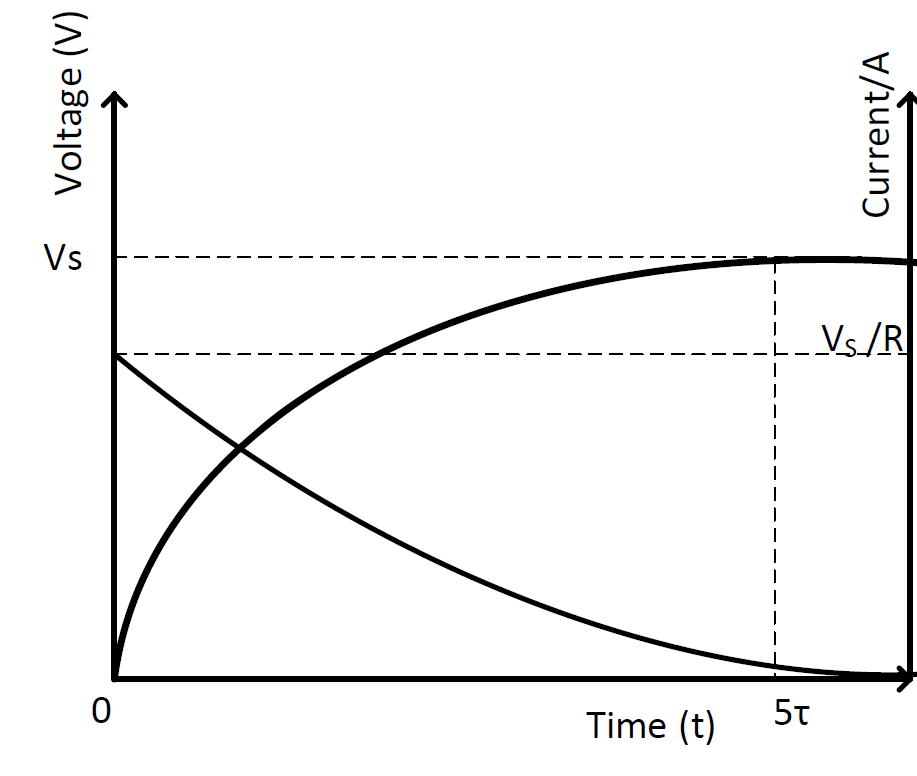 Voltage (V)
Current/A
Vs
Vs /R
0
Time (t)
5τ